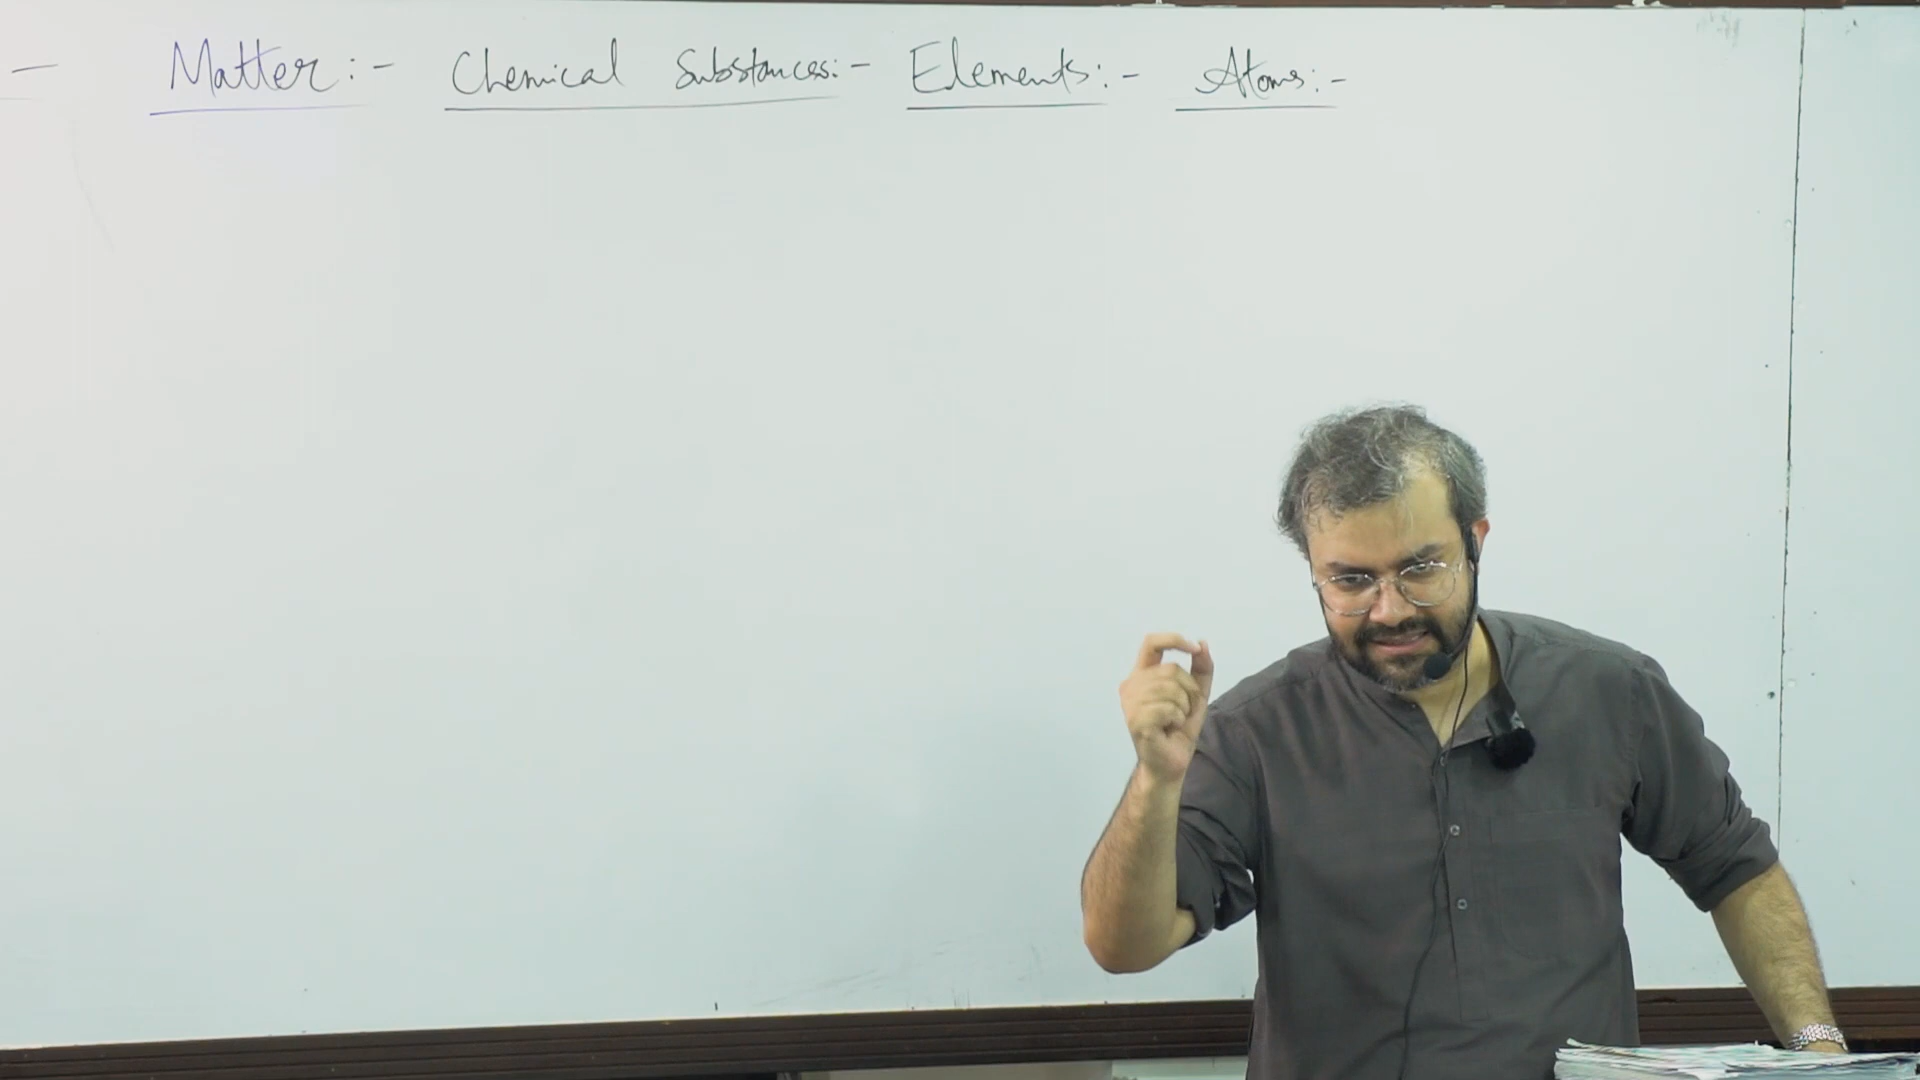 — Matter:- Chemical Substances:- Elements:- Atoms:-